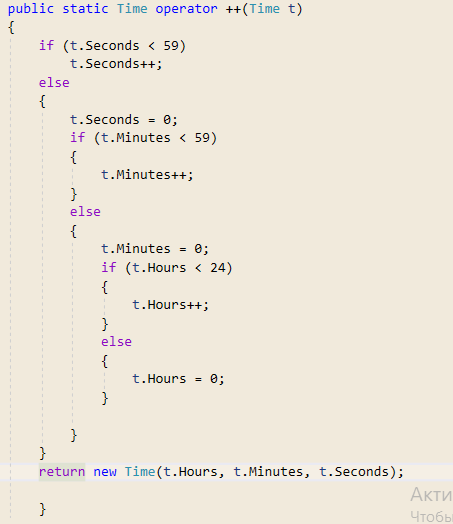 public static Time operator ++(Time t)
{
    if (t.Seconds < 59)
        t.Seconds++;
    else
    {
        t.Seconds = 0;
        if (t.Minutes < 59)
        {
            t.Minutes++;
        }
        else
        {
            t.Minutes = 0;
            if (t.Hours < 24)
            {
                t.Hours++;
            }
            else
            {
                t.Hours = 0;
            }

        }
    }
    return new Time(t.Hours, t.Minutes, t.Seconds);
Акти
Чтобы
    }